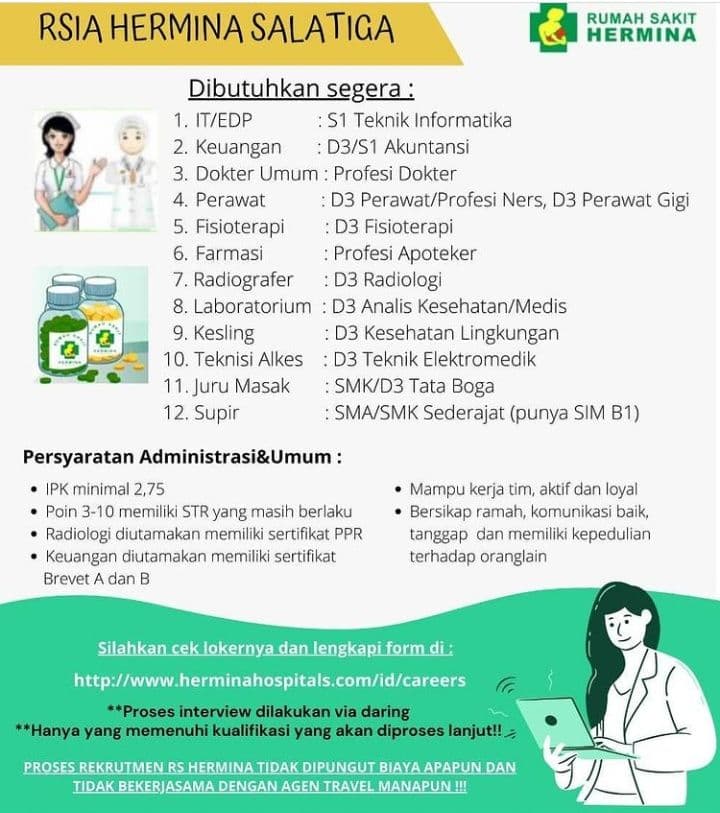 RSIA HERMINA SALATIGA
RUMAH SAKIT
HERMINA
Dibutuhkan segera :
1. IT/EDP : S1 Teknik Informatika
2. Keuangan : D3/S1 Akuntansi
3. Dokter Umum : Profesi Dokter
4. Perawat : D3 Perawat/Profesi Ners, D3 Perawat Gigi
5. Fisioterapi : D3 Fisioterapi
6. Farmasi : Profesi Apoteker
7. Radiografer : D3 Radiologi
8. Laboratorium : D3 Analis Kesehatan/Medis
9. Kesling : D3 Kesehatan Lingkungan
10. Teknisi Alkes : D3 Teknik Elektromedik
11. Juru Masak : SMK/D3 Tata Boga
12. Supir : SMA/SMK Sederajat (punya SIM B1)
RUMAH SAKIT
HERMINA
RUMAH SAKIT
HERMINA
Persyaratan Administrasi&Umum :
• IPK minimal 2,75
• Poin 3-10 memiliki STR yang masih berlaku
• Radiologi diutamakan memiliki sertifikat PPR
• Keuangan diutamakan memiliki sertifikat
Brevet A dan B
• Mampu kerja tim, aktif dan loyal
• Bersikap ramah, komunikasi baik,
tanggap dan memiliki kepedulian
terhadap oranglain
Silahkan cek lokernya dan lengkapi form di :
http://www.herminahospitals.com/id/careers
**Proses interview dilakukan via daring
**Hanya yang memenuhi kualifikasi yang akan diproses lanjut!!
PROSES REKRUTMEN RS HERMINA TIDAK DIPUNGUT BIAYA APAPUN DAN
TIDAK BEKERJASAMA DENGAN AGEN TRAVEL MANAPUN !!!